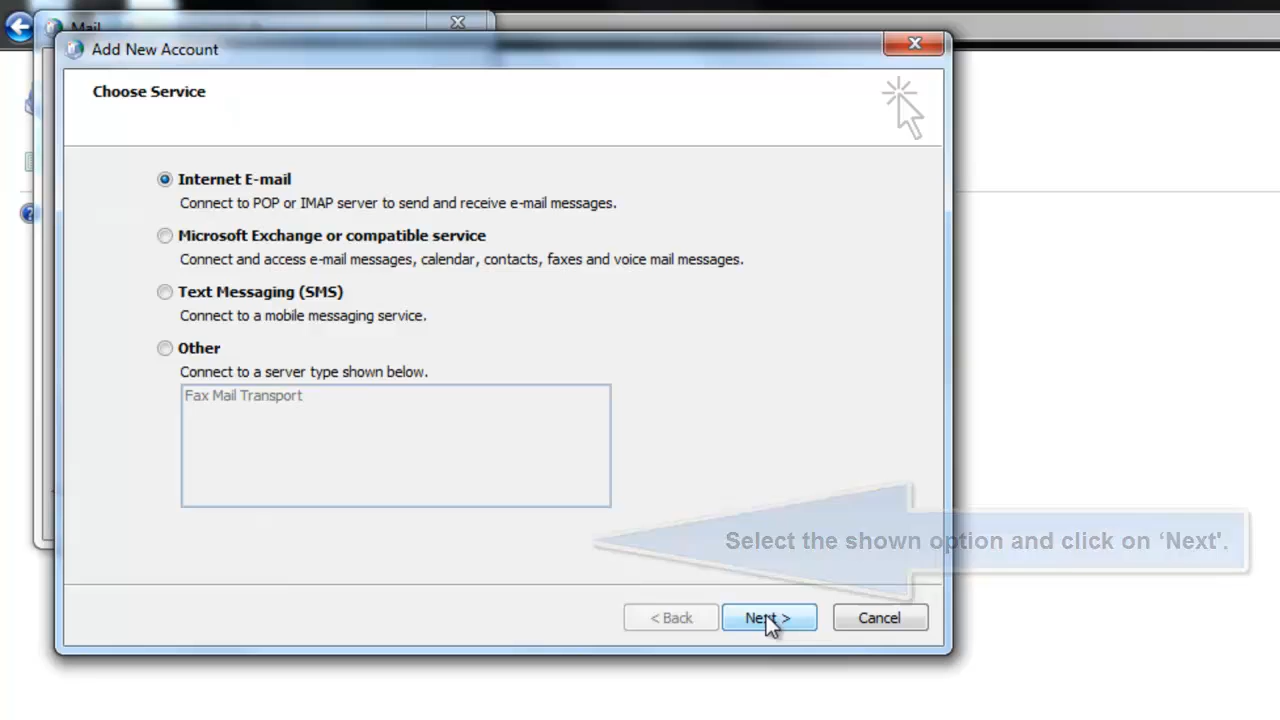 Mail
Add New Account
Choose Service
Internet E-mail
Connect to POP or IMAP server to send and receive e-mail messages.
Microsoft Exchange or compatible service
Connect and access e-mail messages, calendar, contacts, faxes and voice mail messages.
Text Messaging (SMS)
Connect to a mobile messaging service.
Other
Connect to a server type shown below.
Fax Mail Transport
Select the shown option and click on ‘Next'.
< Back
Next >
Cancel